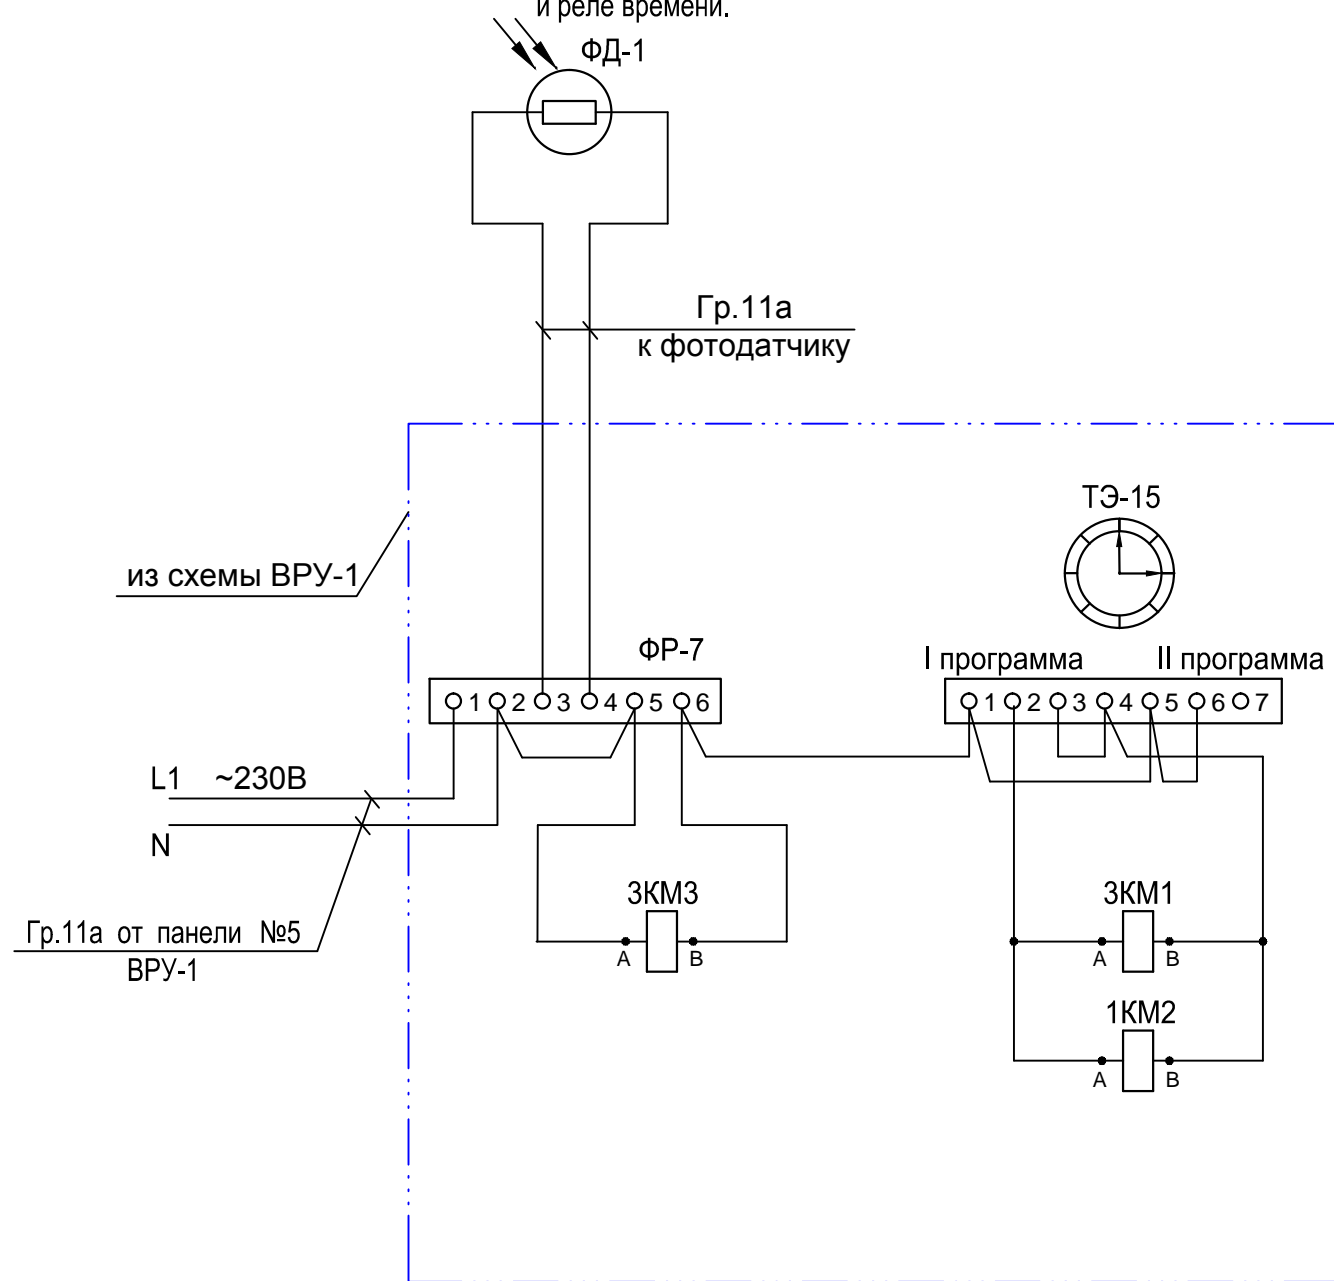 и реле времени.
ФД-1
Гр.11а
к фотодатчику
ТЭ-15
из схемы ВРУ-1
ФР-7
I программа
II программа
1 2 3 4 5 6
1 2 3 4 5 6 7
L1 ~230В
N
3КМ3
А В
3КМ1
А В
Гр.11а от панели №5
ВРУ-1
1КМ2
А В